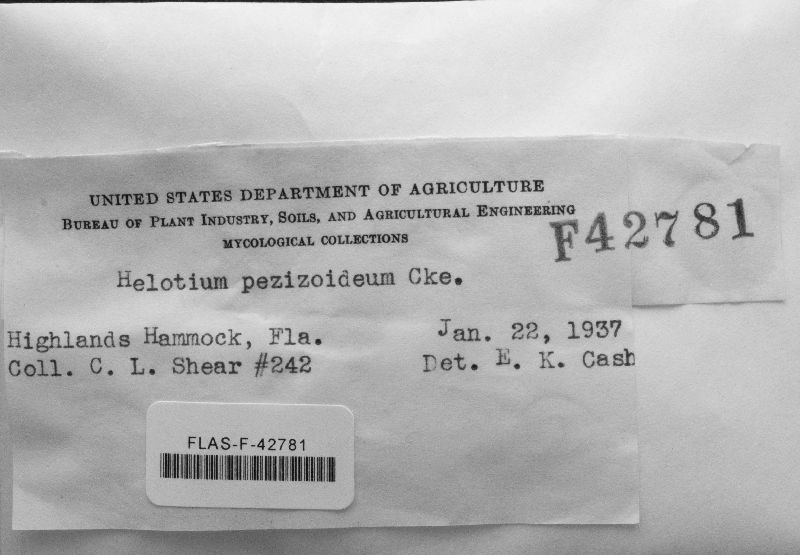 UNITED STATES DEPARTMENT OF AGRICULTURE
BUREAU OF PLANT INDUSTRY, SOILS, AND AGRICULTURAL ENGINEERING
MYCOLOGICAL COLLECTIONS
F42781
Helotium pezizoideum Cke.
Highlands Hammock, Fla. Jan. 22, 1937
Coll. C. L. Shear #242 Det. E. K. Cash
FLAS-F-42781